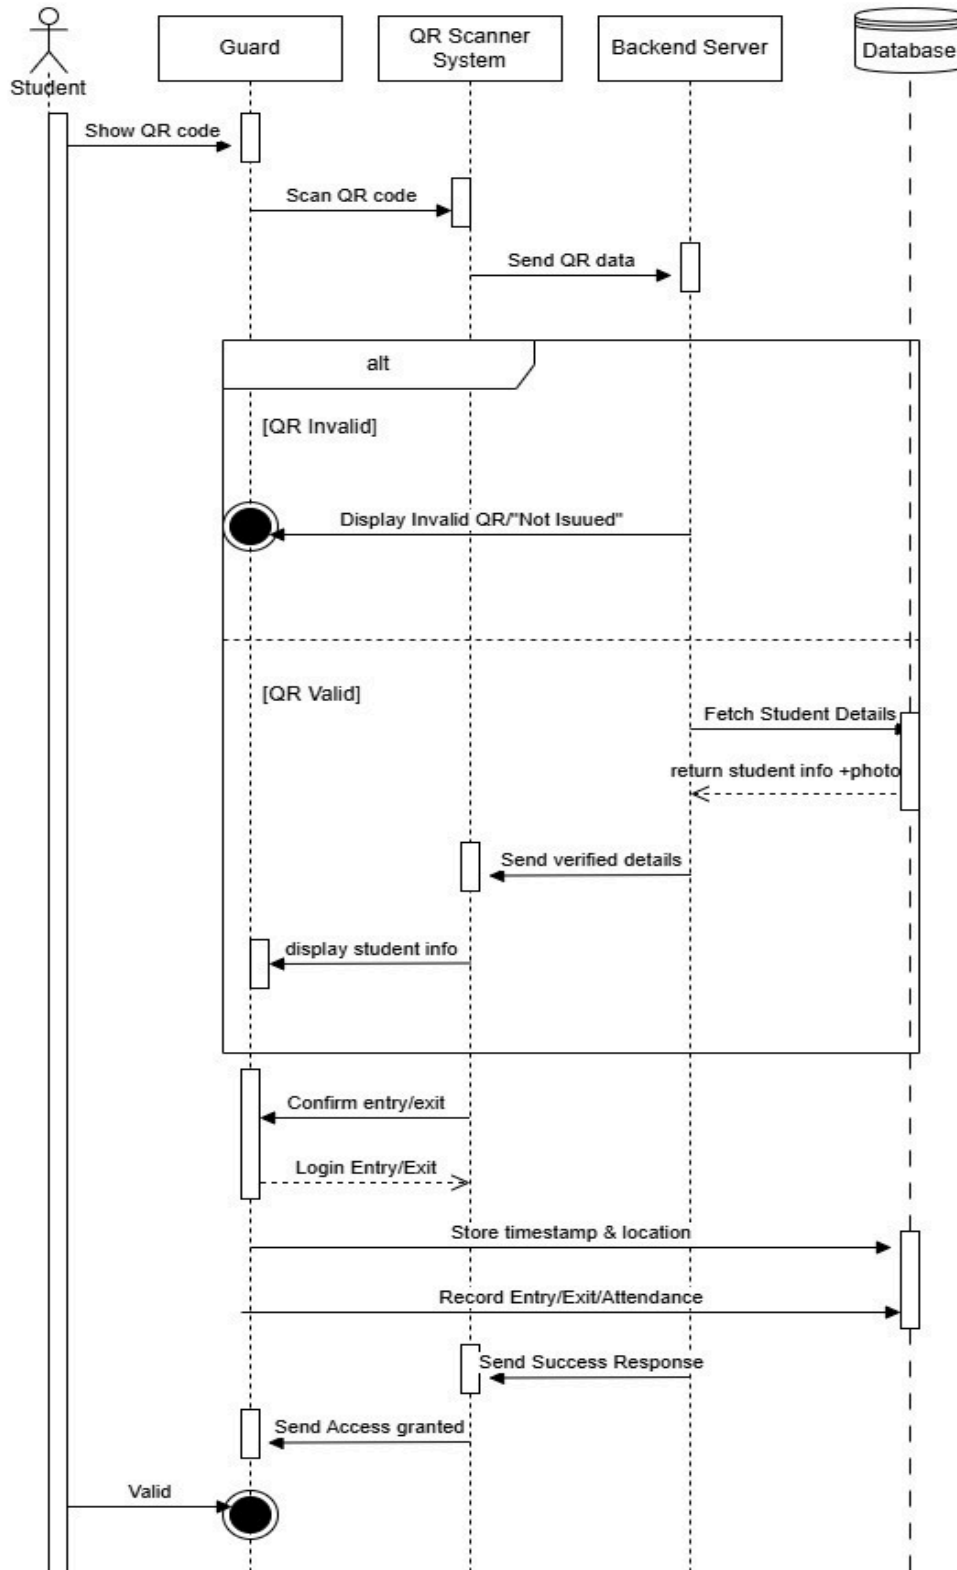 Student
Guard
QR Scanner
System
Backend Server
Database
Show QR code
Scan QR code
Send QR data
alt
[QR Invalid]
Display Invalid QR/"Not Isuued"
[QR Valid]
Fetch Student Details
return student info +photo
Send verified details
display student info
Confirm entry/exit
Login Entry/Exit
Store timestamp & location
Record Entry/Exit/Attendance
Send Success Response
Send Access granted
Valid